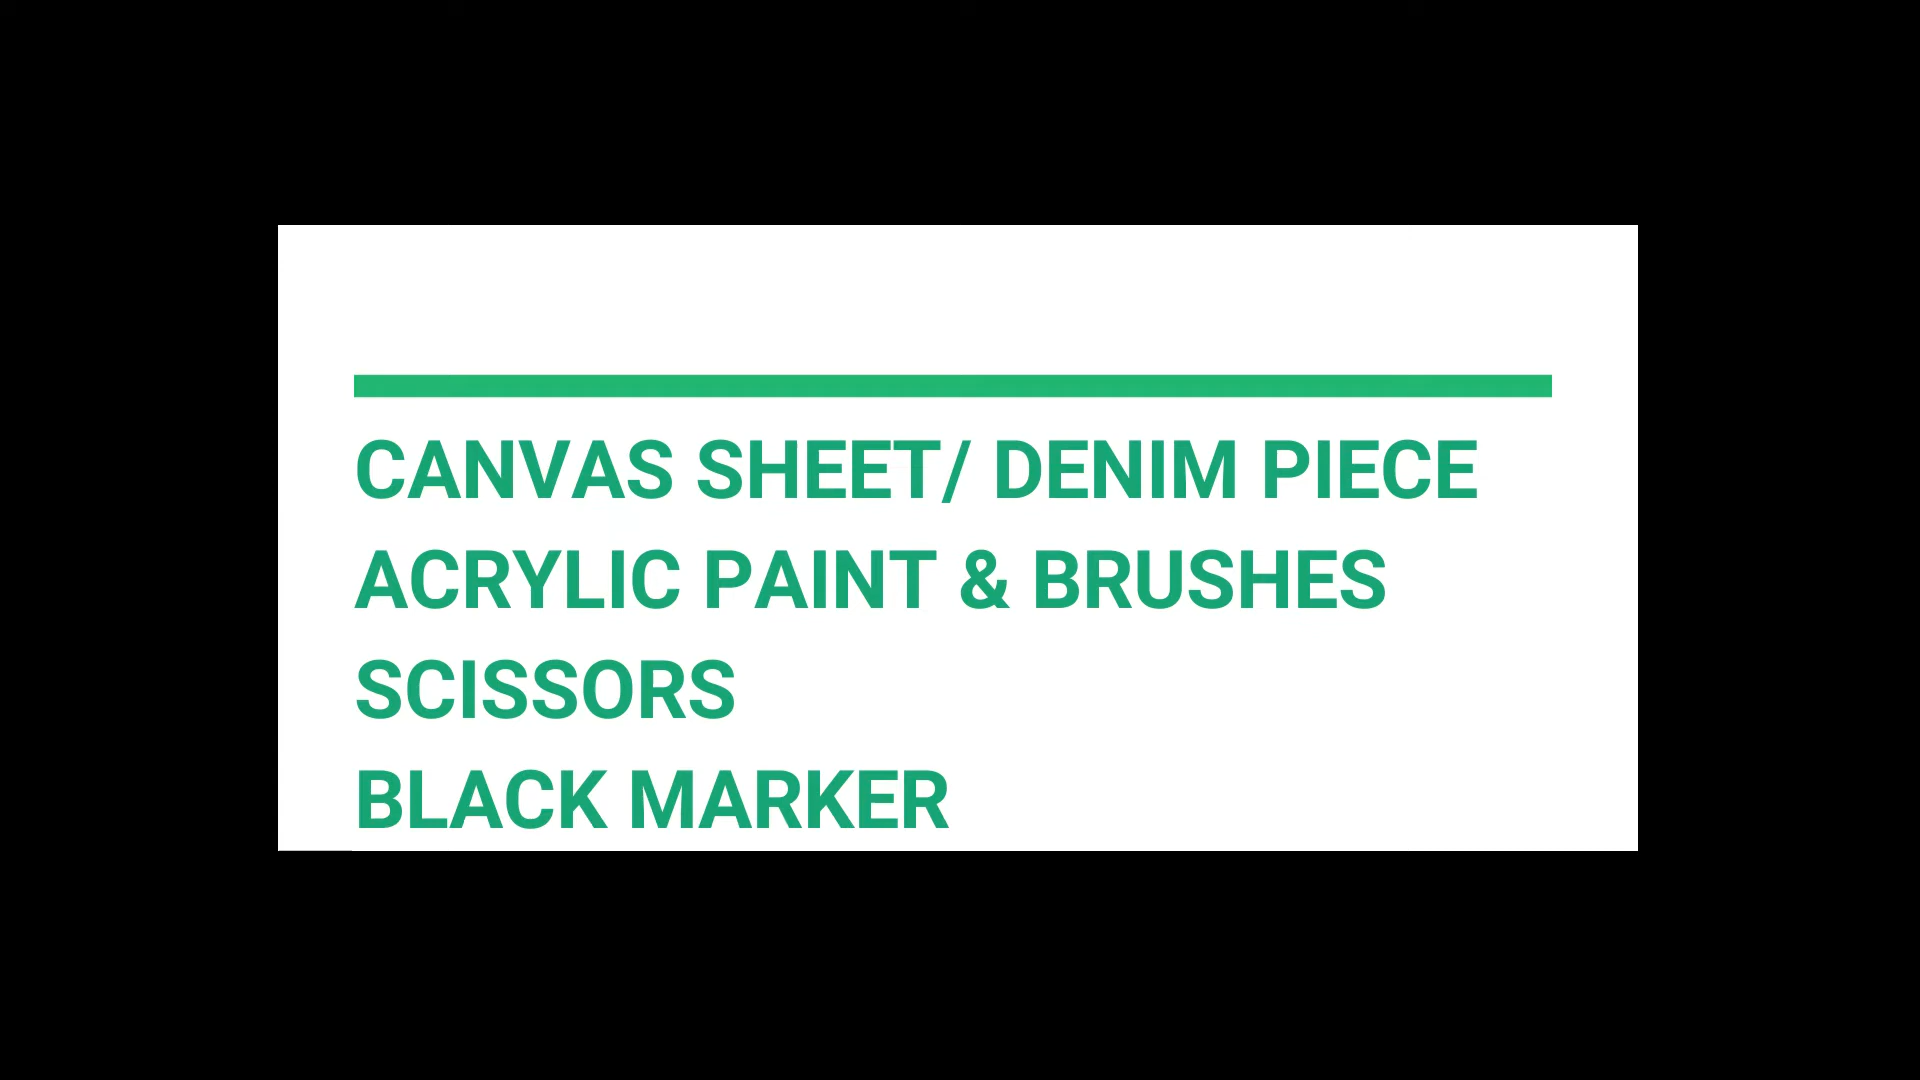 CANVAS SHEET/ DENIM PIECE
ACRYLIC PAINT & BRUSHES
SCISSORS
BLACK MARKER